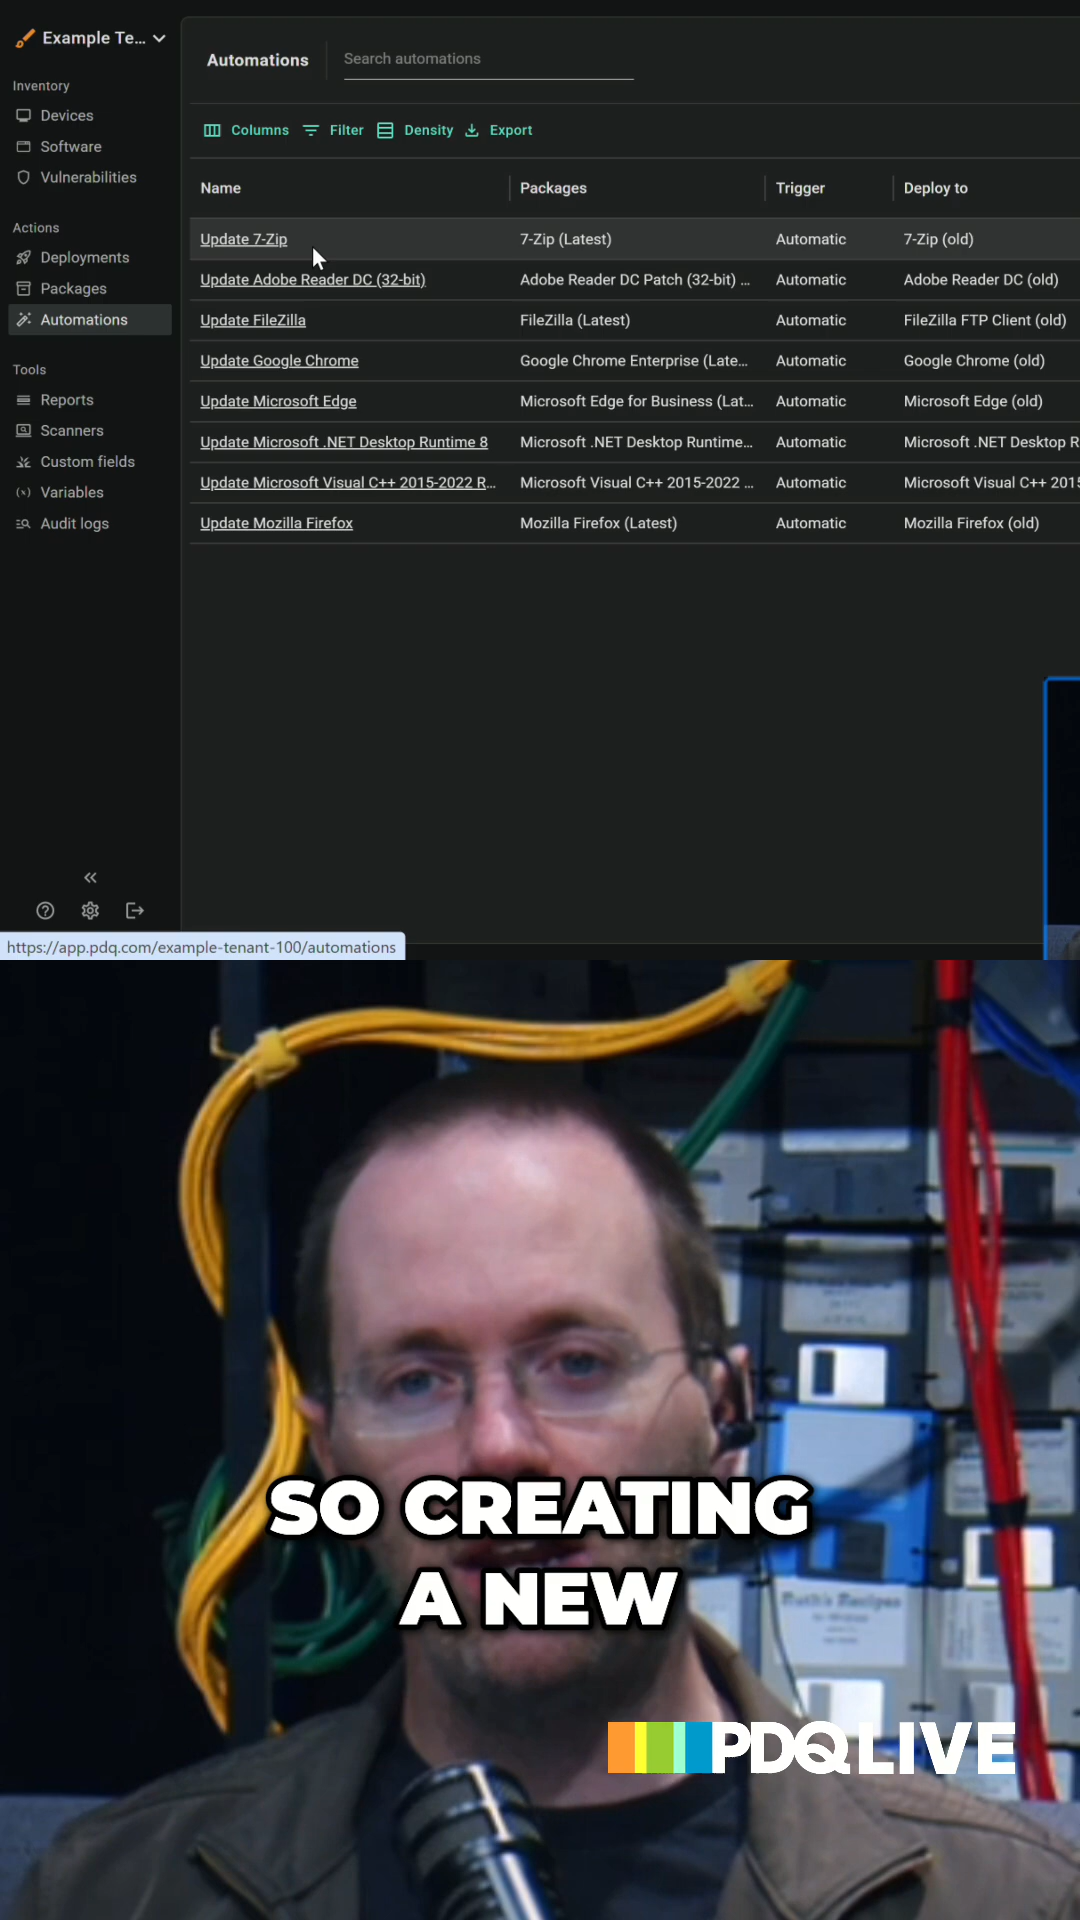 Example Te...
Inventory
Devices
Software
Vulnerabilities
Actions
Deployments
Packages
Automations
Tools
Reports
Scanners
Custom fields
Variables
Audit logs
https://app.pdq.com/example-tenant-100/automations
Automations
Search automations
Columns Filter Density Export
Name Packages Trigger Deploy to
Update 7-Zip 7-Zip (Latest) Automatic 7-Zip (old)
Update Adobe Reader DC (32-bit) Adobe Reader DC Patch (32-bit) ... Automatic Adobe Reader DC (old)
Update FileZilla FileZilla (Latest) Automatic FileZilla FTP Client (old)
Update Google Chrome Google Chrome Enterprise (Late... Automatic Google Chrome (old)
Update Microsoft Edge Microsoft Edge for Business (Lat... Automatic Microsoft Edge (old)
Update Microsoft .NET Desktop Runtime 8 Microsoft .NET Desktop Runtime... Automatic Microsoft .NET Desktop R
Update Microsoft Visual C++ 2015-2022 R... Microsoft Visual C++ 2015-2022 ... Automatic Microsoft Visual C++ 201
Update Mozilla Firefox Mozilla Firefox (Latest) Automatic Mozilla Firefox (old)
SO CREATING
A NEW
Ruth's Recipes
PDQ LIVE